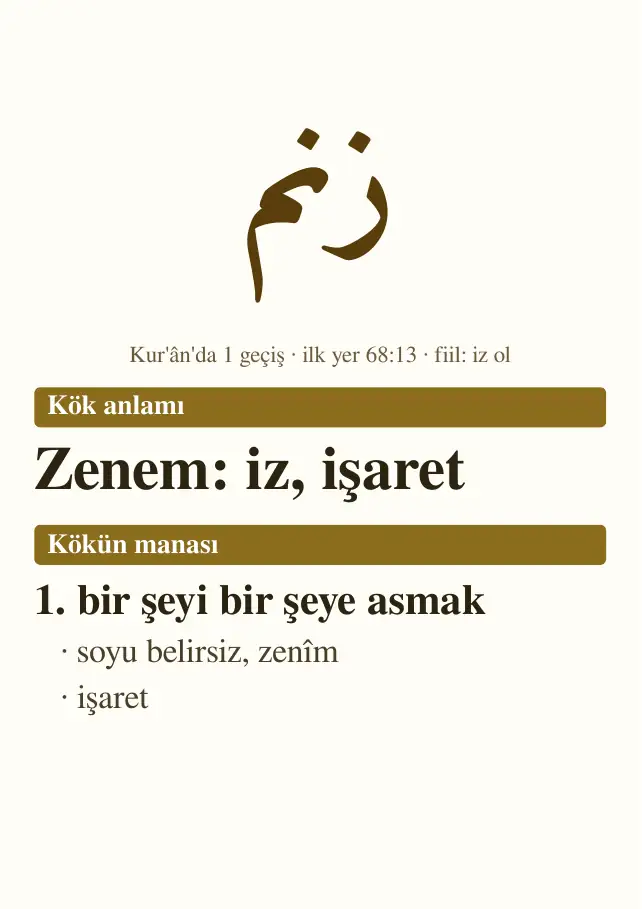 زنم
Kur'ân'da 1 geçiş · ilk yer 68:13 · fiil: iz ol
Kök anlamı
Zenem: iz, işaret
Kökün manası
1. bir şeyi bir şeye asmak
· soyu belirsiz, zenîm
· işaret